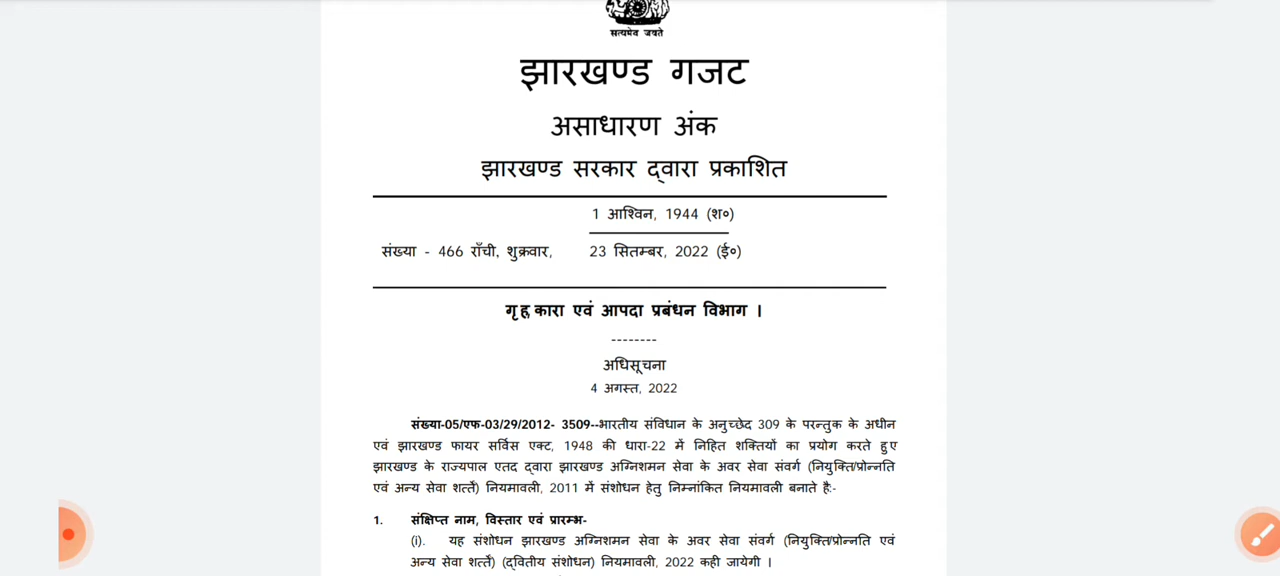 सत्यमेव जयते
झारखण्ड गजट
असाधारण अंक
झारखण्ड सरकार द्वारा प्रकाशित
1 आश्विन, 1944 (श०)
संख्या - 466 राँची, शुक्रवार, 23 सितम्बर, 2022 (ई०)
गृह, कारा एवं आपदा प्रबंधन विभाग ।
--------
अधिसूचना
4 अगस्त, 2022
संख्या-05/एफ-03/29/2012- 3509--भारतीय संविधान के अनुच्छेद 309 के परन्तुक के अधीन
एवं झारखण्ड फायर सर्विस एक्ट, 1948 की धारा-22 में निहित शक्तियों का प्रयोग करते हुए
झारखण्ड के राज्यपाल एतद द्वारा झारखण्ड अग्निशमन सेवा के अवर सेवा संवर्ग (नियुक्ति/प्रोन्नति
एवं अन्य सेवा शर्त्तें) नियमावली, 2011 में संशोधन हेतु निम्नांकित नियमावली बनाते है:-
1. संक्षिप्त नाम, विस्तार एवं प्रारम्भ-
(i). यह संशोधन झारखण्ड अग्निशमन सेवा के अवर सेवा संवर्ग (नियुक्ति/प्रोन्नति एवं
अन्य सेवा शर्त्तें) (द्वितीय संशोधन) नियमावली, 2022 कही जायेगी ।